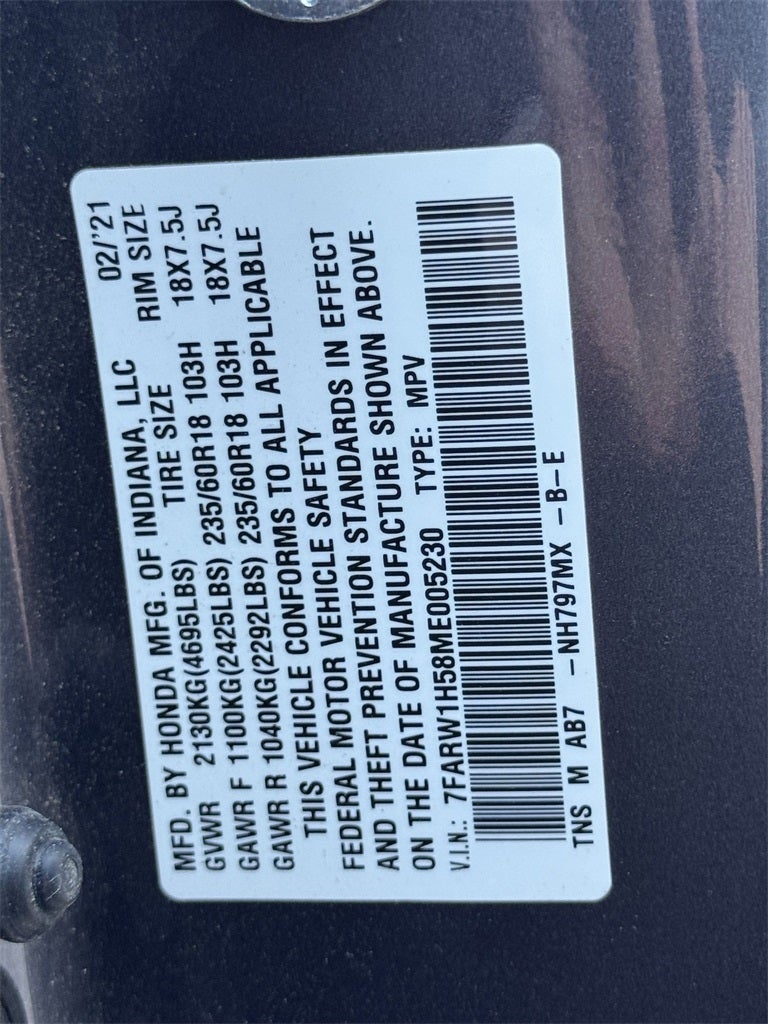 MFD. BY HONDA MFG. OF INDIANA, LLC 02/'21
GVWR 2130KG(4695LBS) TIRE SIZE RIM SIZE
GAWR F 1100KG(2425LBS) 235/60R18 103H 18X7.5J
GAWR R 1040KG(2292LBS) 235/60R18 103H 18X7.5J
THIS VEHICLE CONFORMS TO ALL APPLICABLE
FEDERAL MOTOR VEHICLE SAFETY
AND THEFT PREVENTION STANDARDS IN EFFECT
ON THE DATE OF MANUFACTURE SHOWN ABOVE.
V.I.N.: 7FARW1H58ME005230 TYPE: MPV
TNS M AB7 -NH797MX -B-E